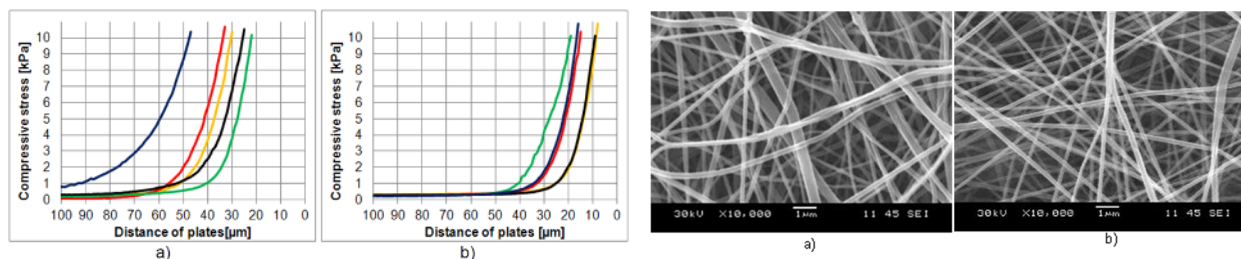 Compressive stress [kPa]
10
9
8
7
6
5
4
3
2
1
0
100 90 80 70 60 50 40 30 20 10 0
Distance of plates[µm]
a)
Compressive stress [kPa]
10
9
8
7
6
5
4
3
2
1
0
100 90 80 70 60 50 40 30 20 10 0
Distance of plates [µm]
b)
30kV X10,000 1µm 11 45 SEI
a)
30kV X10,000 1µm 11 45 SEI
b)